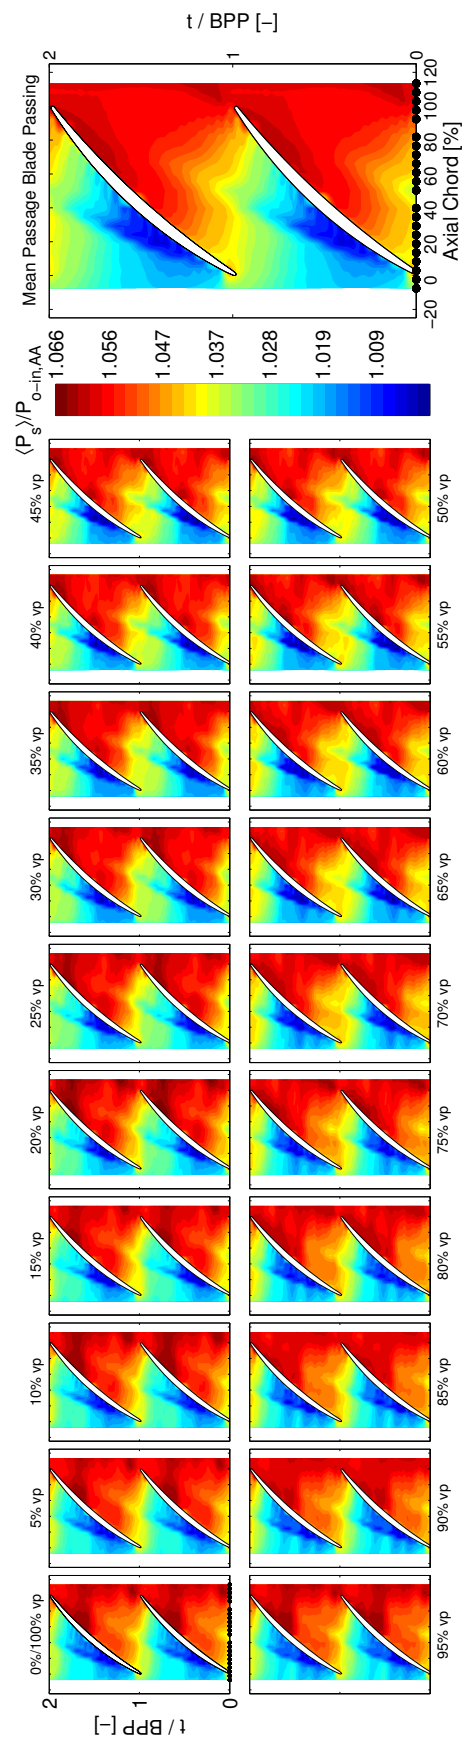 0%/100% vp
5% vp
10% vp
15% vp
20% vp
25% vp
30% vp
35% vp
40% vp
45% vp
t / BPP [–]
2
1
0
95% vp
90% vp
85% vp
80% vp
75% vp
70% vp
65% vp
60% vp
55% vp
50% vp
⟨P_s⟩/P_o−in,AA
1.066
1.056
1.047
1.037
1.028
1.019
1.009
Mean Passage Blade Passing
t / BPP [–]
2
1
0
−20 0 20 40 60 80 100 120
Axial Chord [%]